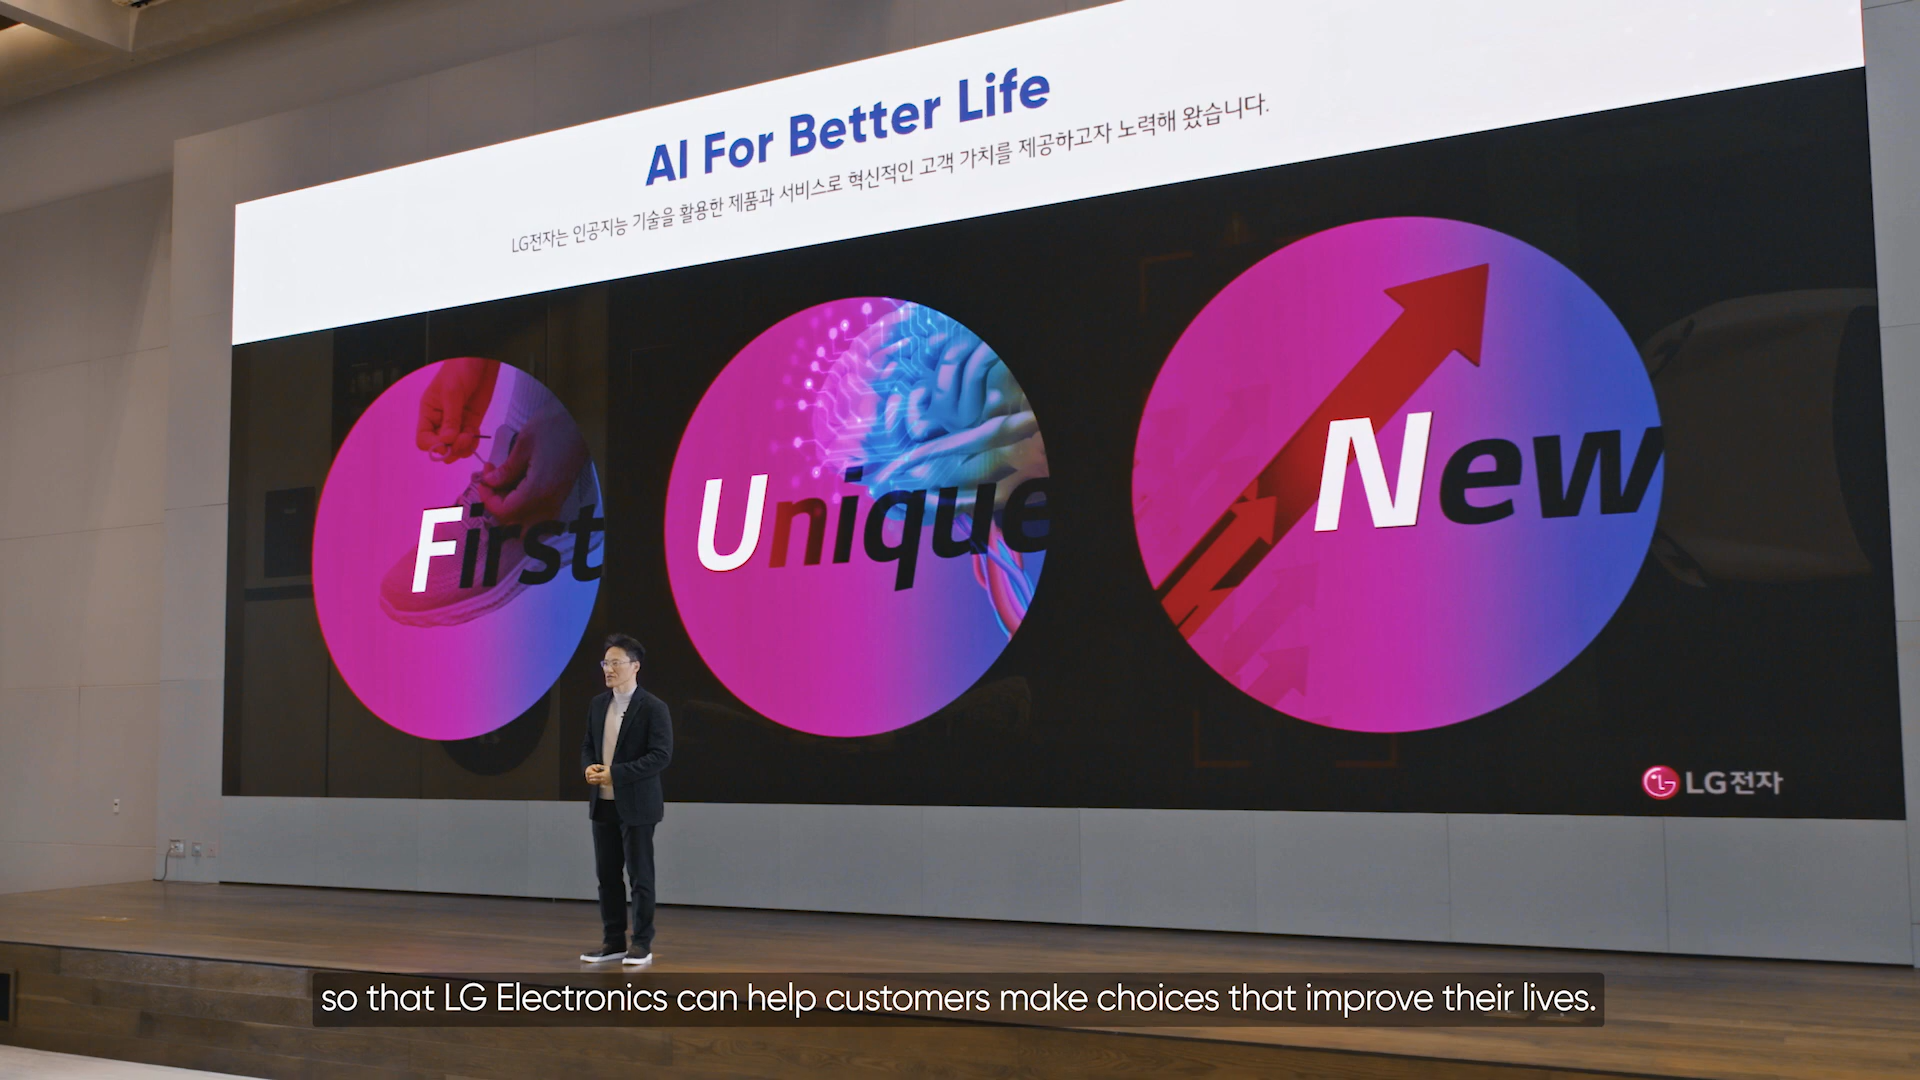 AI For Better Life
LG전자는 인공지능 기술을 활용한 제품과 서비스로 혁신적인 고객 가치를 제공하고자 노력해 왔습니다.
First
Unique
New
LG전자
so that LG Electronics can help customers make choices that improve their lives.